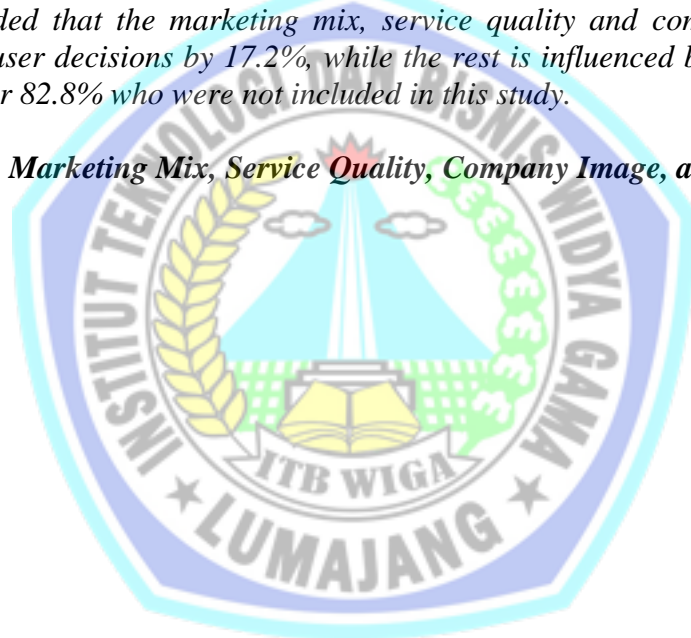 ded that the marketing mix, service quality and con
user decisions by 17.2%, while the rest is influenced b
r 82.8% who were not included in this study.
Marketing Mix, Service Quality, Company Image, a
INSTITUT TEKNOLOGI DAN BISNIS WIDYA GAMA
ITB WIGA
LUMAJANG